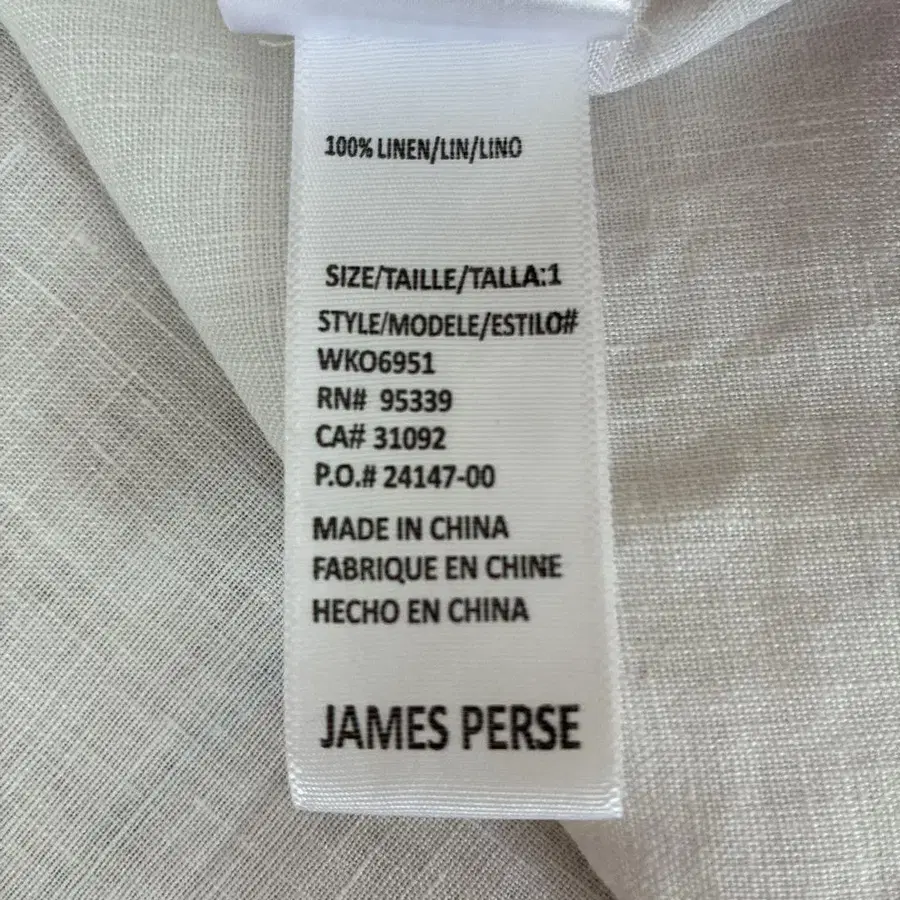 100% LINEN/LIN/LINO
SIZE/TAILLE/TALLA:1
STYLE/MODELE/ESTILO#
WKO6951
RN# 95339
CA# 31092
P.O.# 24147-00
MADE IN CHINA
FABRIQUE EN CHINE
HECHO EN CHINA
JAMES PERSE